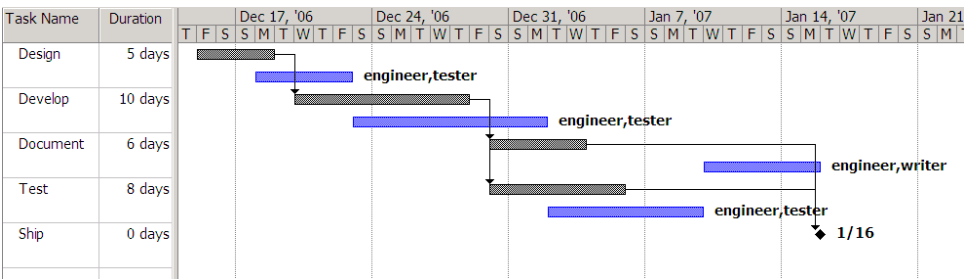 Task Name Duration Dec 17, '06 Dec 24, '06 Dec 31, '06 Jan 7, '07 Jan 14, '07 Jan 21
T F S S M T W T F S S M T W T F S S M T W T F S S M T W T F S S M T W T F S S M T
Design 5 days
engineer,tester
Develop 10 days
engineer,tester
Document 6 days
engineer,writer
Test 8 days
engineer,tester
Ship 0 days 1/16